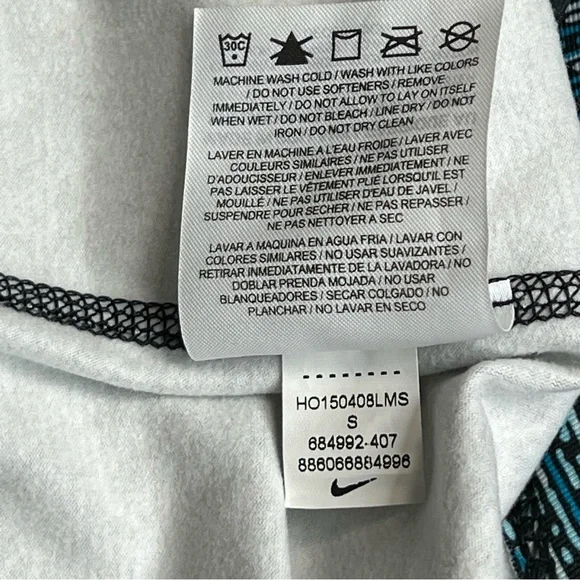 30C
MACHINE WASH COLD / WASH WITH LIKE COLORS
/ DO NOT USE SOFTENERS / REMOVE
IMMEDIATELY / DO NOT ALLOW TO LAY ON ITSELF
WHEN WET / DO NOT BLEACH / LINE DRY / DO NOT
IRON / DO NOT DRY CLEAN
LAVER EN MACHINE A L'EAU FROIDE / LAVER AVEC
COULEURS SIMILAIRES / NE PAS UTILISER
D'ADOUCISSEUR / ENLEVER IMMEDIATEMENT / NE
PAS LAISSER LE VÊTEMENT PLIÉ LORSQU'IL EST
MOUILLÉ / NE PAS UTILISER D'EAU DE JAVEL /
SUSPENDRE POUR SECHER / NE PAS REPASSER /
NE PAS NETTOYER A SEC
LAVAR A MAQUINA EN AGUA FRIA / LAVAR CON
COLORES SIMILARES / NO USAR SUAVIZANTES /
RETIRAR INMEDIATAMENTE DE LA LAVADORA / NO
DOBLAR PRENDA MOJADA / NO USAR
BLANQUEADORES / SECAR COLGADO / NO
PLANCHAR / NO LAVAR EN SECO
HO150408LMS
S
684992-407
886066884996